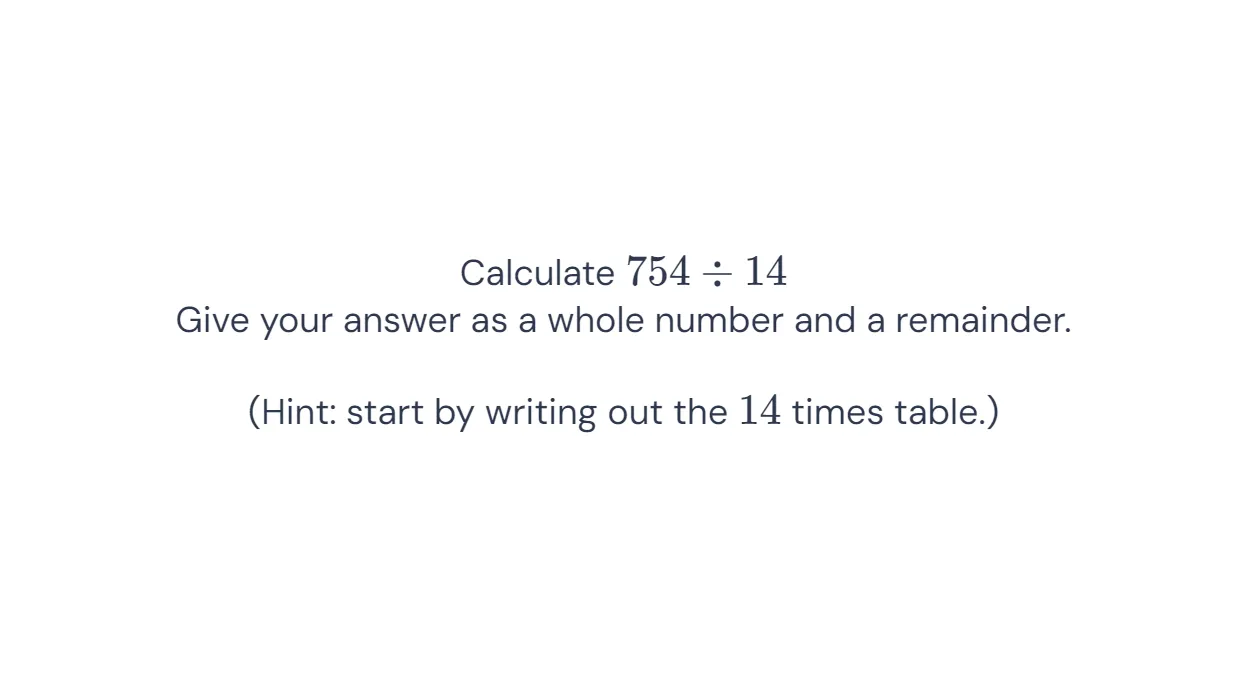 Calculate 754 ÷ 14
Give your answer as a whole number and a remainder.
(Hint: start by writing out the 14 times table.)